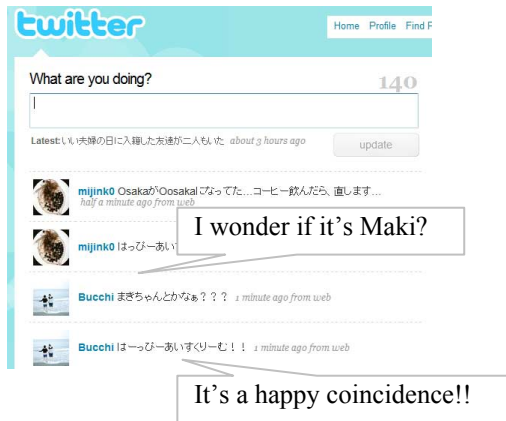 twitter
Home Profile Find
What are you doing?
140
Latest: いい夫婦の日に入籍した友達が二人もいた about 3 hours ago
update
mijink0 OsakaがOosakaになってた…コーヒー飲んだら、直します…
half a minute ago from web
I wonder if it's Maki?
mijink0 はっぴーあい
Bucchi まきちゃんとかなぁ？？？ 1 minute ago from web
Bucchi はーっぴーあいすくりーむ！！ 1 minute ago from web
It's a happy coincidence!!